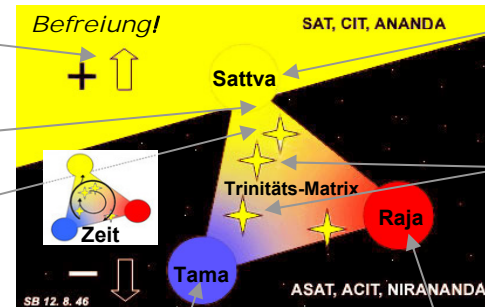 Befreiung!
SAT, CIT, ANANDA
+
Sattva
Trinitäts-Matrix
Zeit
Raja
−
Tama
ASAT, ACIT, NIRANANDA
SB 12. 8. 46